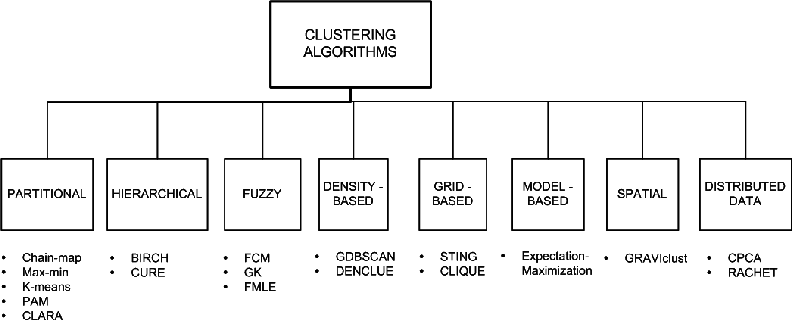 CLUSTERING
ALGORITHMS
PARTITIONAL
HIERARCHICAL
FUZZY
DENSITY -
BASED
GRID -
BASED
MODEL -
BASED
SPATIAL
DISTRIBUTED
DATA
• Chain-map
• Max-min
• K-means
• PAM
• CLARA
• BIRCH
• CURE
• FCM
• GK
• FMLE
• GDBSCAN
• DENCLUE
• STING
• CLIQUE
• Expectation-
Maximization
• GRAVIclust
• CPCA
• RACHET